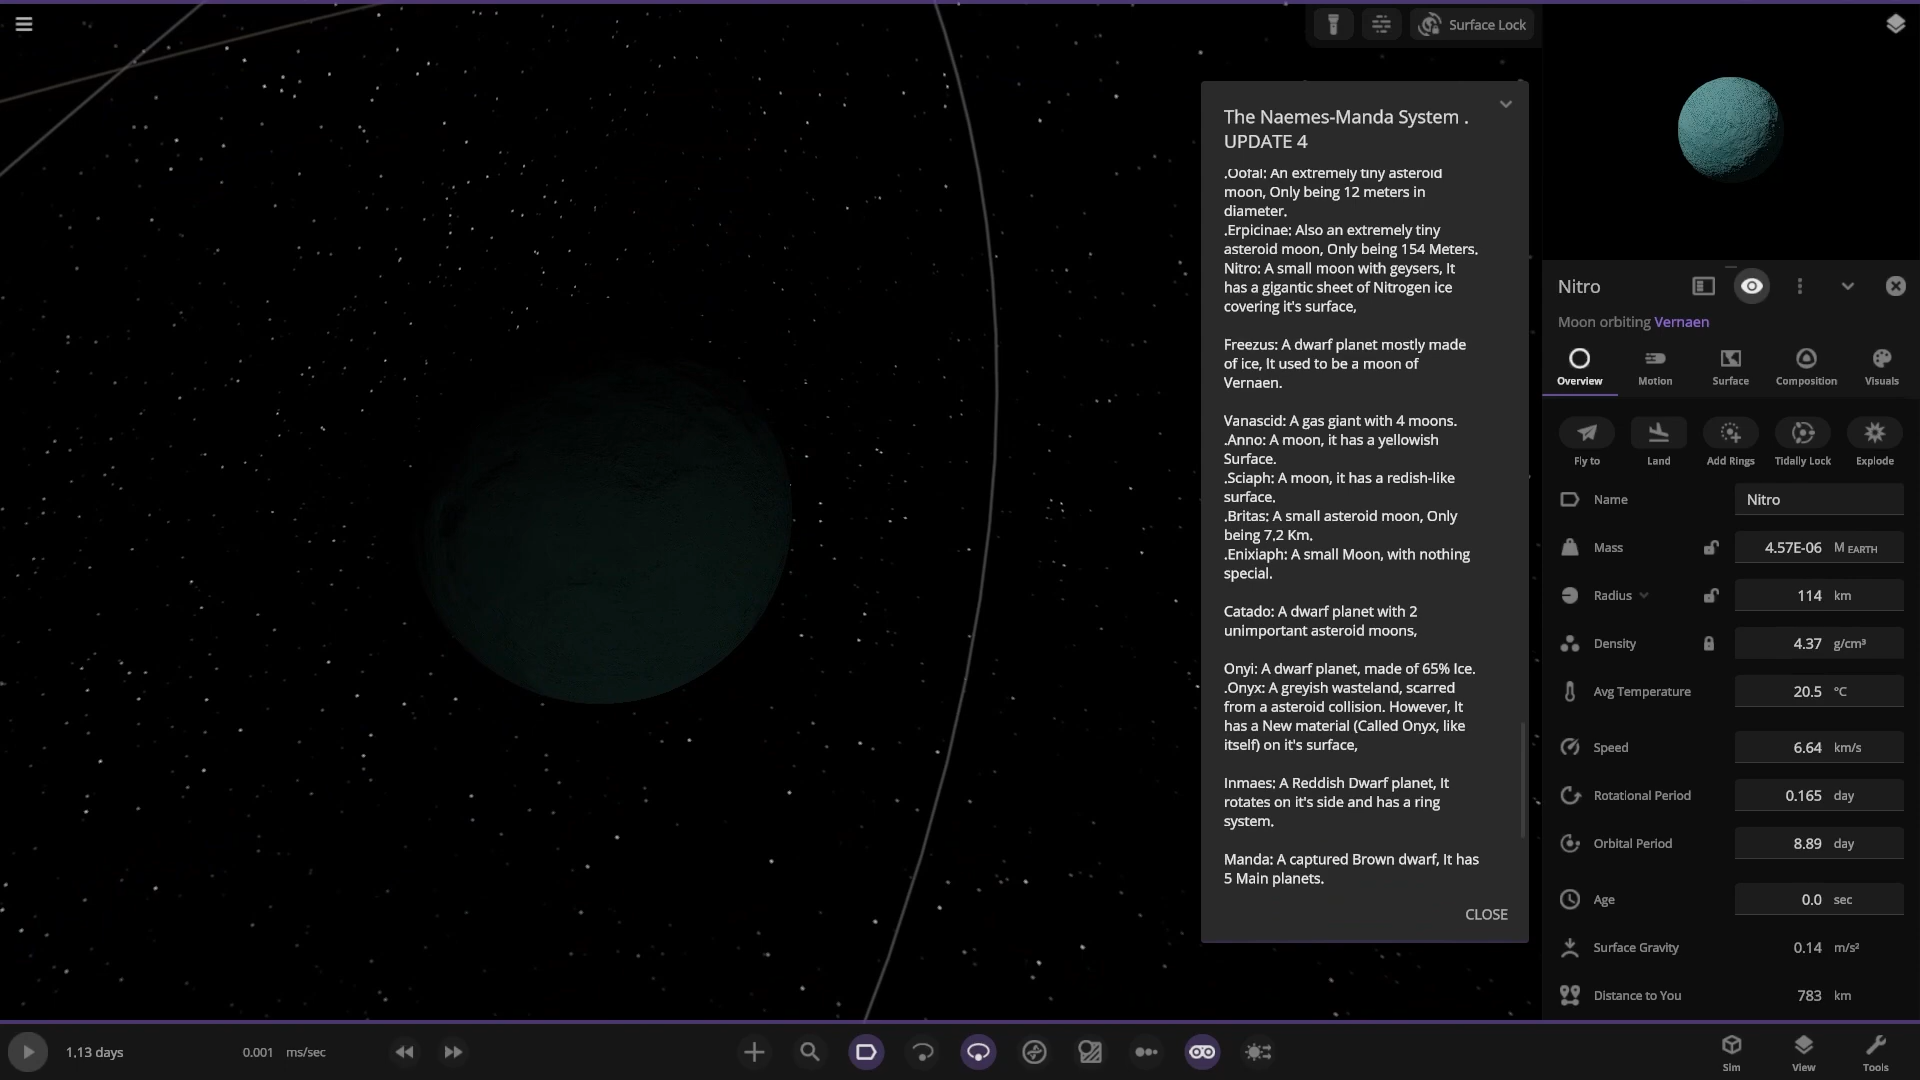 Surface Lock
The Naemes-Manda System .
UPDATE 4
.Oofal: An extremely tiny asteroid
moon, Only being 12 meters in
diameter.
.Erpicinae: Also an extremely tiny
asteroid moon, Only being 154 Meters.
Nitro: A small moon with geysers, It
has a gigantic sheet of Nitrogen ice
covering it's surface,
Freezus: A dwarf planet mostly made
of ice, It used to be a moon of
Vernaen.
Vanascid: A gas giant with 4 moons.
.Anno: A moon, it has a yellowish
Surface.
.Sciaph: A moon, it has a redish-like
surface.
.Britas: A small asteroid moon, Only
being 7.2 Km.
.Enixiaph: A small Moon, with nothing
special.
Catado: A dwarf planet with 2
unimportant asteroid moons,
Onyi: A dwarf planet, made of 65% Ice.
.Onyx: A greyish wasteland, scarred
from a asteroid collision. However, It
has a New material (Called Onyx, like
itself) on it's surface,
Inmaes: A Reddish Dwarf planet, It
rotates on it's side and has a ring
system.
Manda: A captured Brown dwarf, It has
5 Main planets.
CLOSE
Nitro
Moon orbiting Vernaen
Overview Motion Surface Composition Visuals
Fly to Land Add Rings Tidally Lock Explode
Name Nitro
Mass 4.57E-06 M EARTH
Radius 114 km
Density 4.37 g/cm³
Avg Temperature 20.5 °C
Speed 6.64 km/s
Rotational Period 0.165 day
Orbital Period 8.89 day
Age 0.0 sec
Surface Gravity 0.14 m/s²
Distance to You 783 km
1.13 days 0.001 ms/sec
Sim View Tools